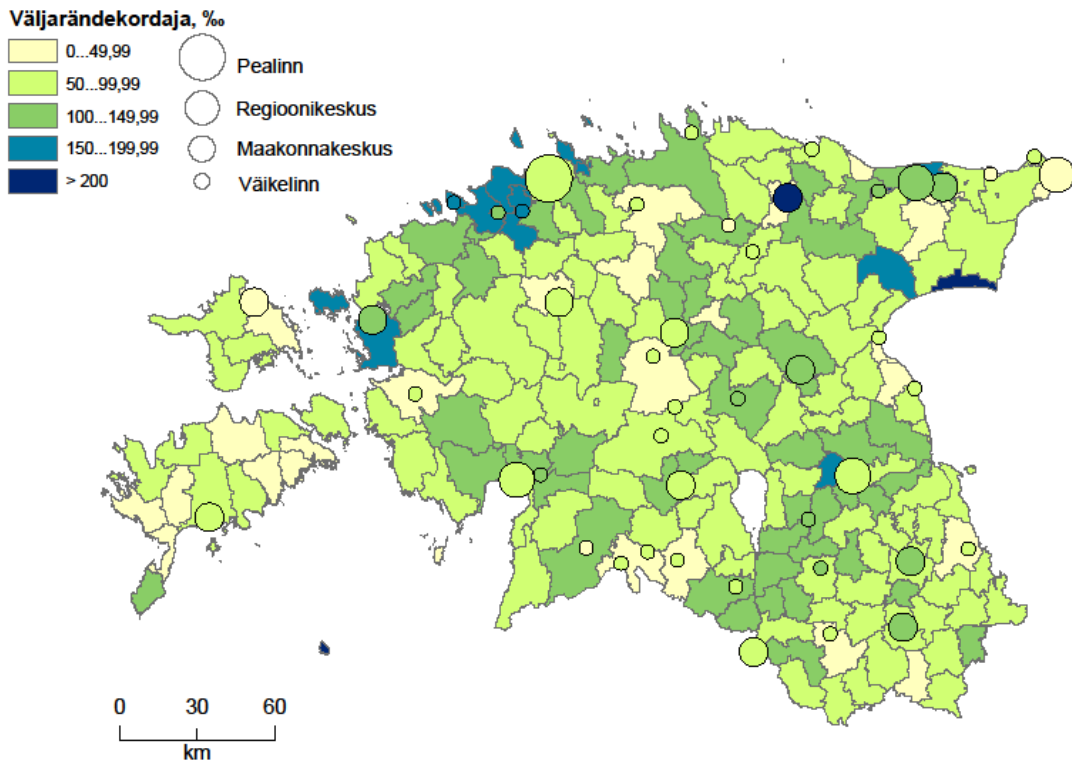 Väljarändekordaja, ‰
0...49,99
50...99,99
100...149,99
150...199,99
> 200
Pealinn
Regioonikeskus
Maakonnakeskus
Väikelinn
0 30 60
km